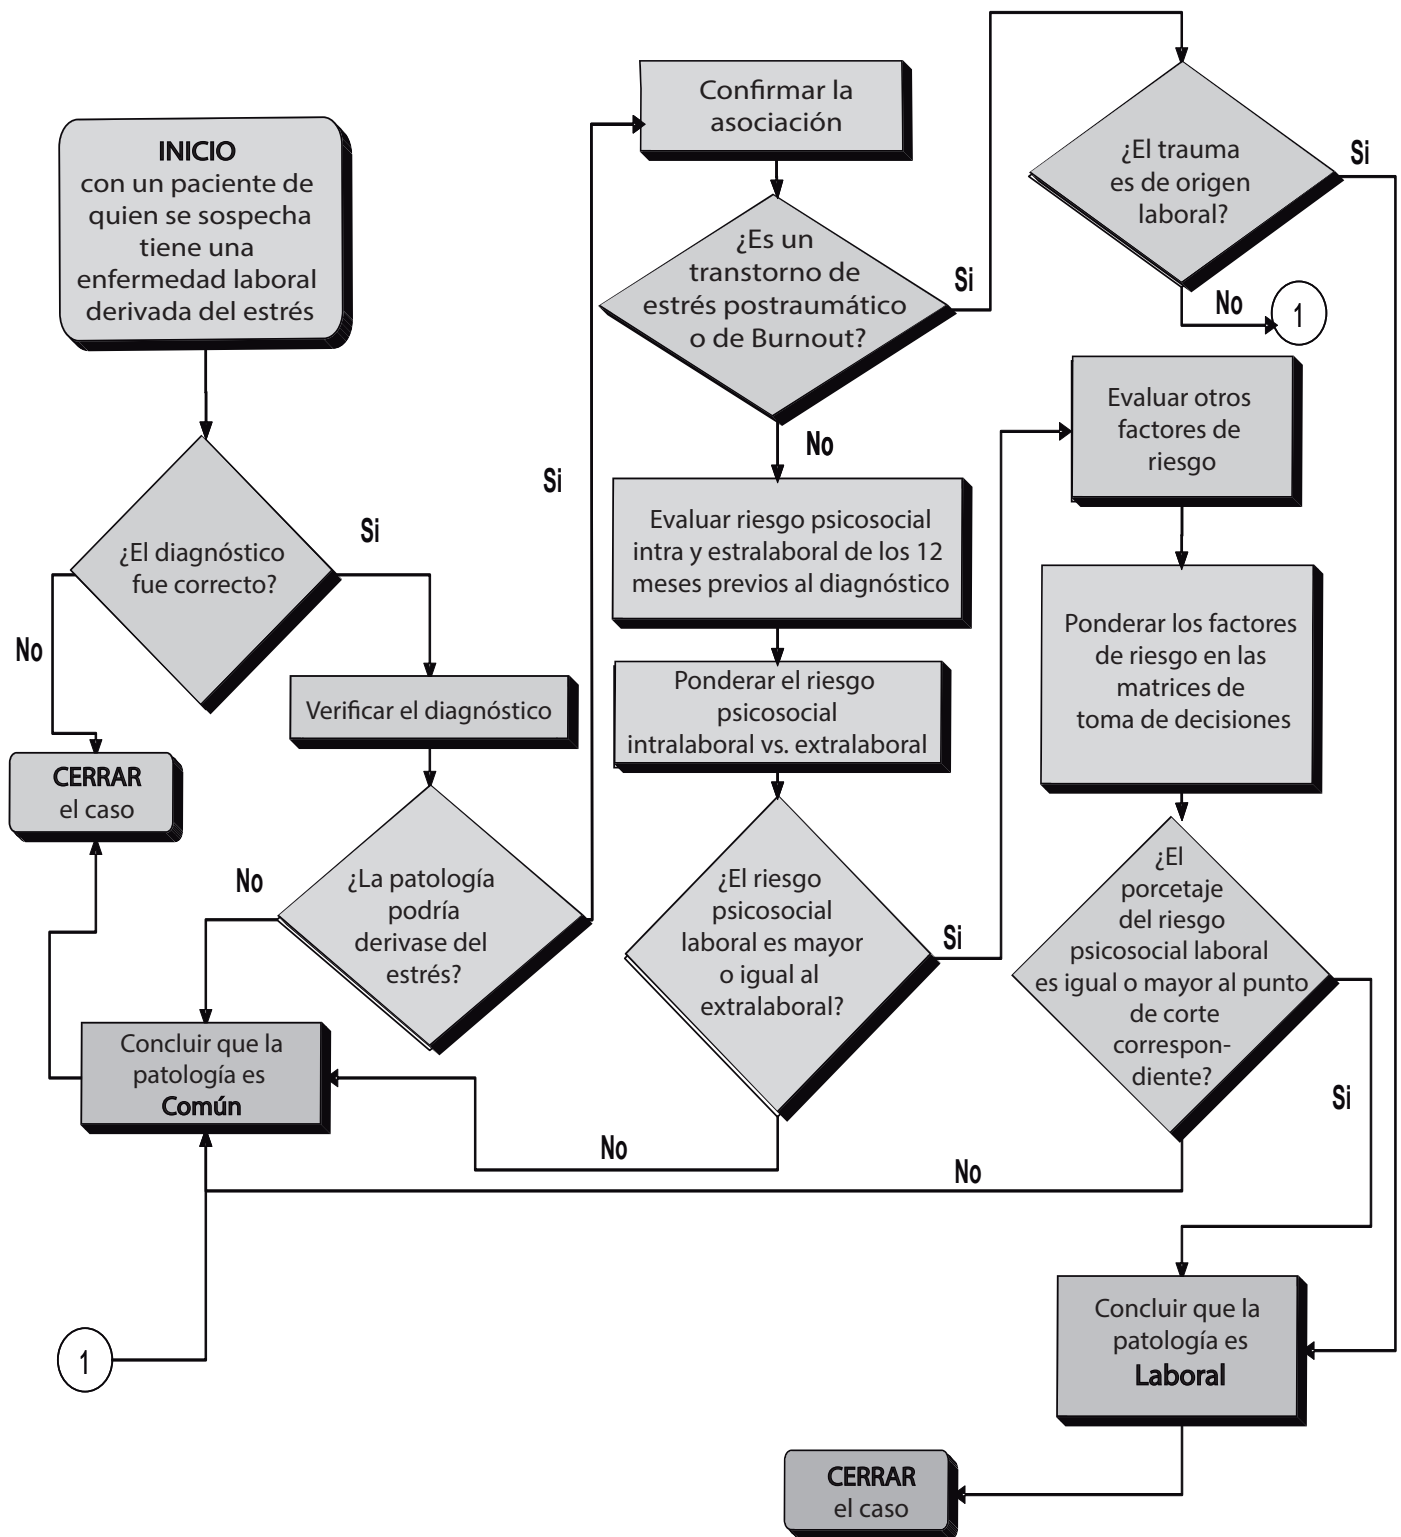 INICIO
con un paciente de
quien se sospecha
tiene una
enfermedad laboral
derivada del estrés
¿El diagnóstico
fue correcto?
Si
No
CERRAR
el caso
Verificar el diagnóstico
¿La patología
podría
derivase del
estrés?
No
Si
Concluir que la
patología es
Común
1
Confirmar la
asociación
¿Es un
transtorno de
estrés postraumático
o de Burnout?
Si
No
Evaluar riesgo psicosocial
intra y estralaboral de los 12
meses previos al diagnóstico
Ponderar el riesgo
psicosocial
intralaboral vs. extralaboral
¿El riesgo
psicosocial
laboral es mayor
o igual al
extralaboral?
Si
No
¿El trauma
es de origen
laboral?
Si
No
1
Evaluar otros
factores de
riesgo
Ponderar los factores
de riesgo en las
matrices de
toma de decisiones
¿El
porcetaje
del riesgo
psicosocial laboral
es igual o mayor al punto
de corte
correspon-
diente?
Si
No
Concluir que la
patología es
Laboral
CERRAR
el caso